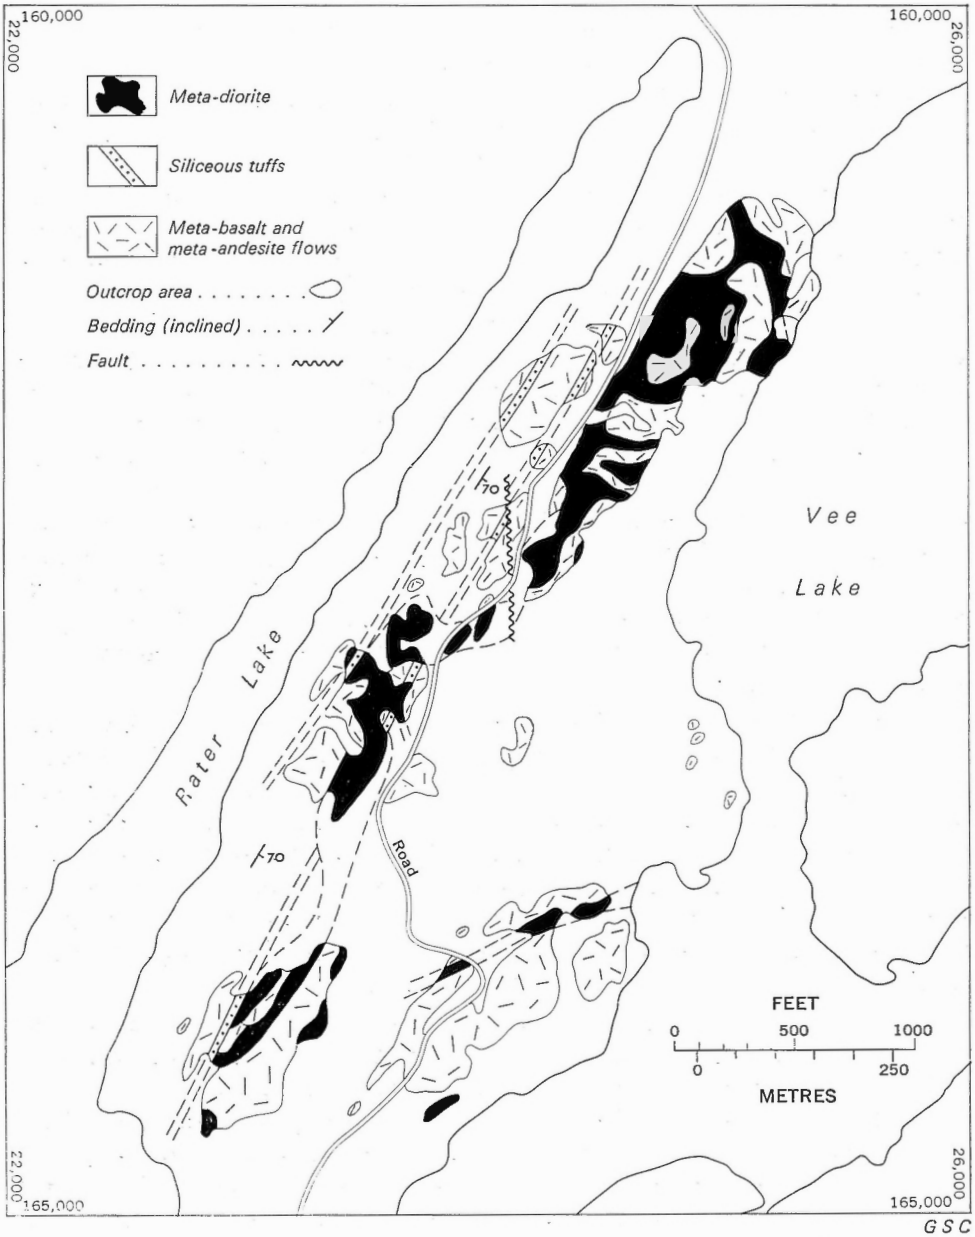 160,000
160,000
22,000
26,000
Meta-diorite
Siliceous tuffs
Meta-basalt and
meta-andesite flows
Outcrop area . . . . . . . .
Bedding (inclined) . . . . .
Fault . . . . . . . . . . . . .
70
Vee
Lake
Rater Lake
70
Road
FEET
0 500 1000
0 250
METRES
22,000
26,000
165,000
165,000
GSC